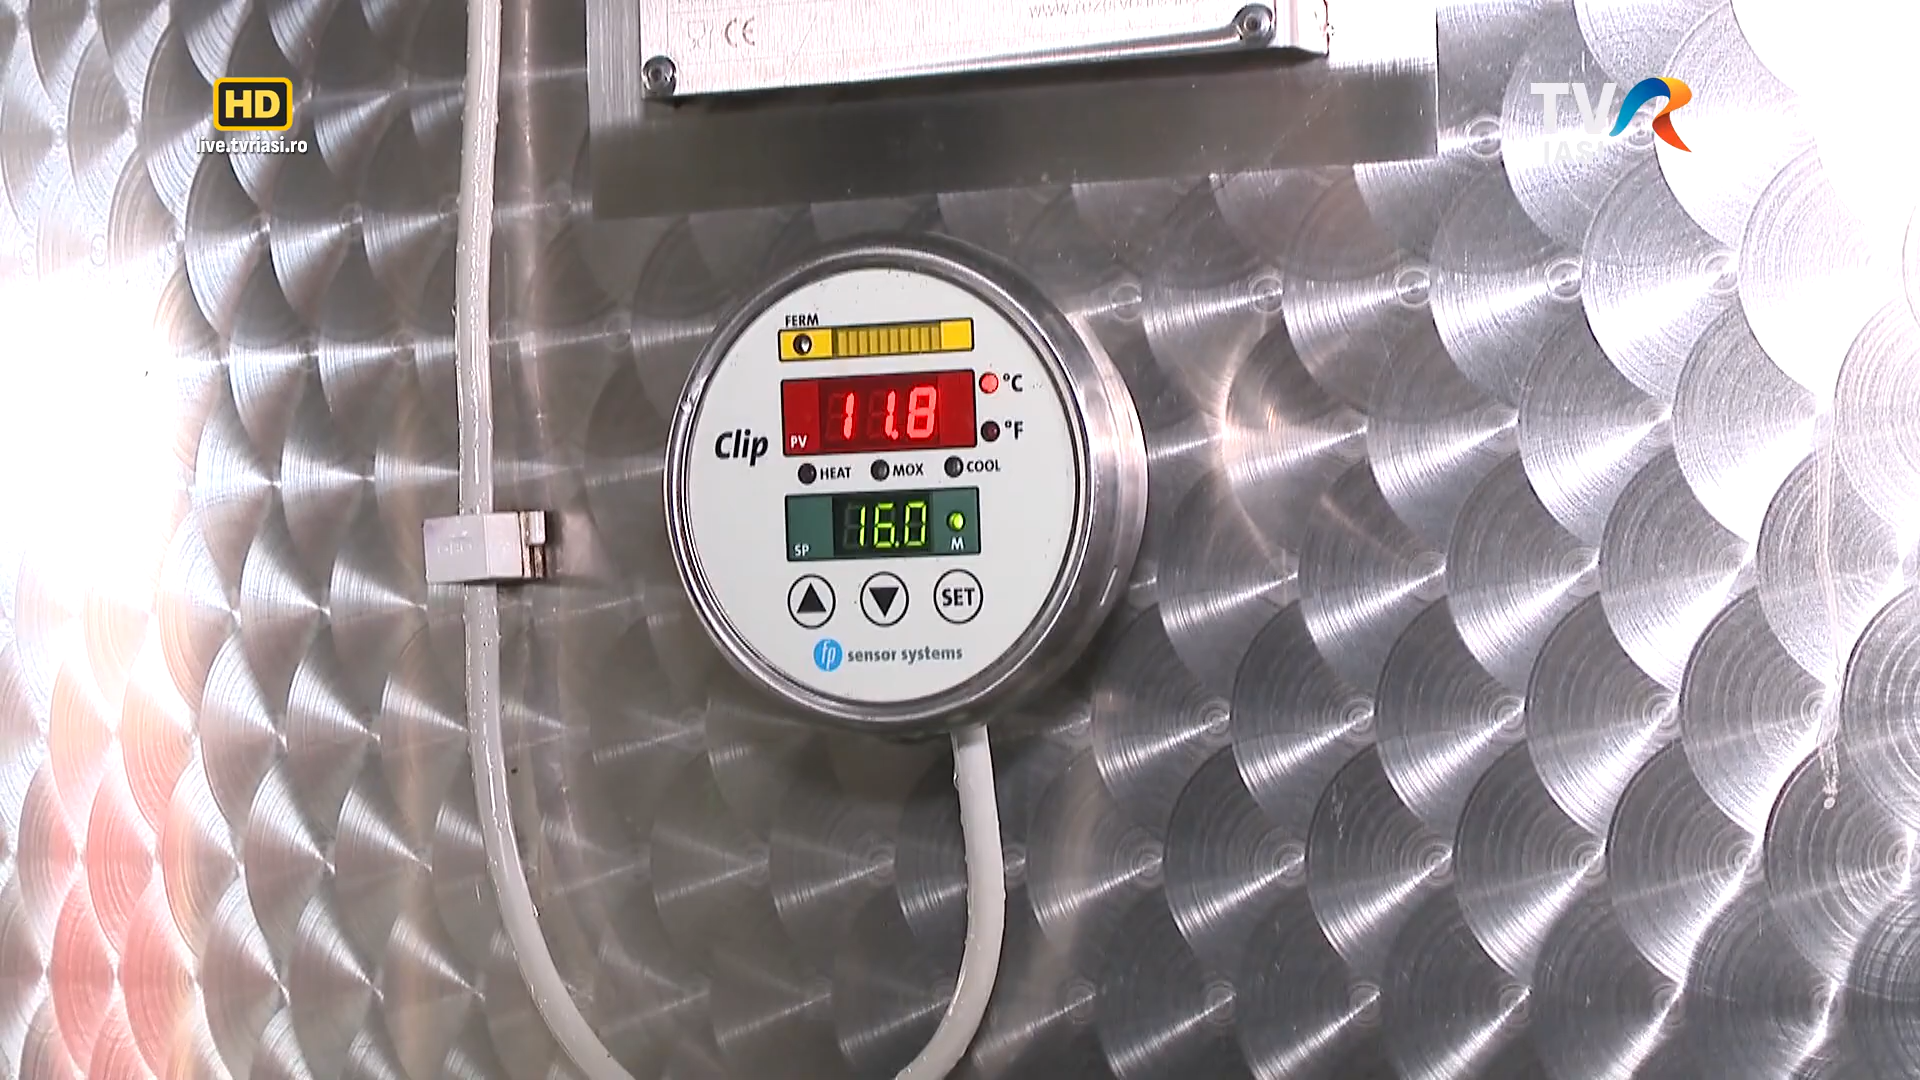 CE
HD
live.tvriasi.ro
TVR
IASI
FERM
11.8
°C
PV
°F
Clip
HEAT MOX COOL
16.0
SP
M
SET
fp sensor systems